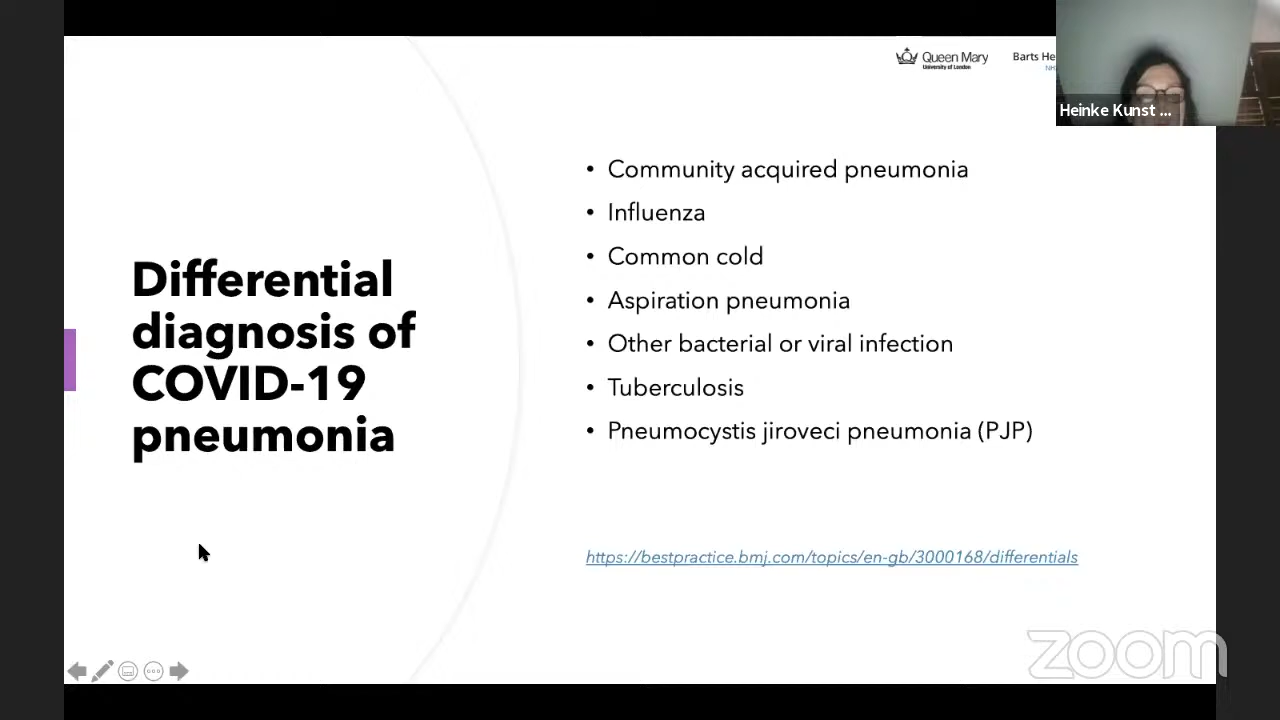 Queen Mary
University of London
Barts He
Heinke Kunst ...
Differential
diagnosis of
COVID-19
pneumonia
• Community acquired pneumonia
• Influenza
• Common cold
• Aspiration pneumonia
• Other bacterial or viral infection
• Tuberculosis
• Pneumocystis jiroveci pneumonia (PJP)
https://bestpractice.bmj.com/topics/en-gb/3000168/differentials
zoom